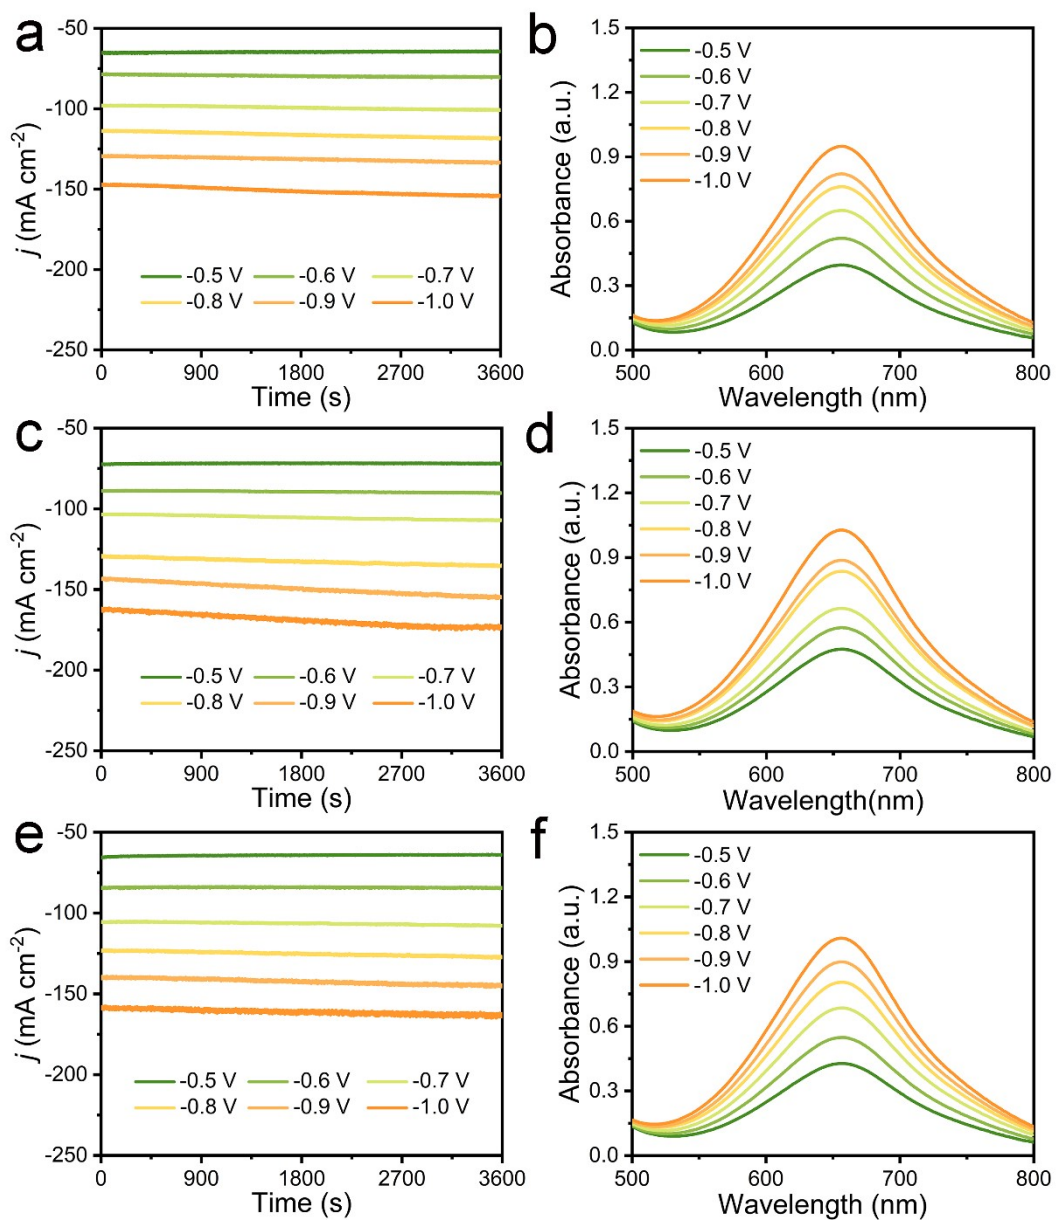 a
-50
-100
-150
-200
-250
j (mA cm-2)
-0.5 V -0.6 V -0.7 V
-0.8 V -0.9 V -1.0 V
0 900 1800 2700 3600
Time (s)
b
1.5
1.2
0.9
0.6
0.3
0.0
Absorbance (a.u.)
-0.5 V
-0.6 V
-0.7 V
-0.8 V
-0.9 V
-1.0 V
500 600 700 800
Wavelength (nm)
c
-50
-100
-150
-200
-250
j (mA cm-2)
-0.5 V -0.6 V -0.7 V
-0.8 V -0.9 V -1.0 V
0 900 1800 2700 3600
Time (s)
d
1.5
1.2
0.9
0.6
0.3
0.0
Absorbance (a.u.)
-0.5 V
-0.6 V
-0.7 V
-0.8 V
-0.9 V
-1.0 V
500 600 700 800
Wavelength(nm)
e
-50
-100
-150
-200
-250
j (mA cm-2)
-0.5 V -0.6 V -0.7 V
-0.8 V -0.9 V -1.0 V
0 900 1800 2700 3600
Time (s)
f
1.5
1.2
0.9
0.6
0.3
0.0
Absorbance (a.u.)
-0.5 V
-0.6 V
-0.7 V
-0.8 V
-0.9 V
-1.0 V
500 600 700 800
Wavelength (nm)